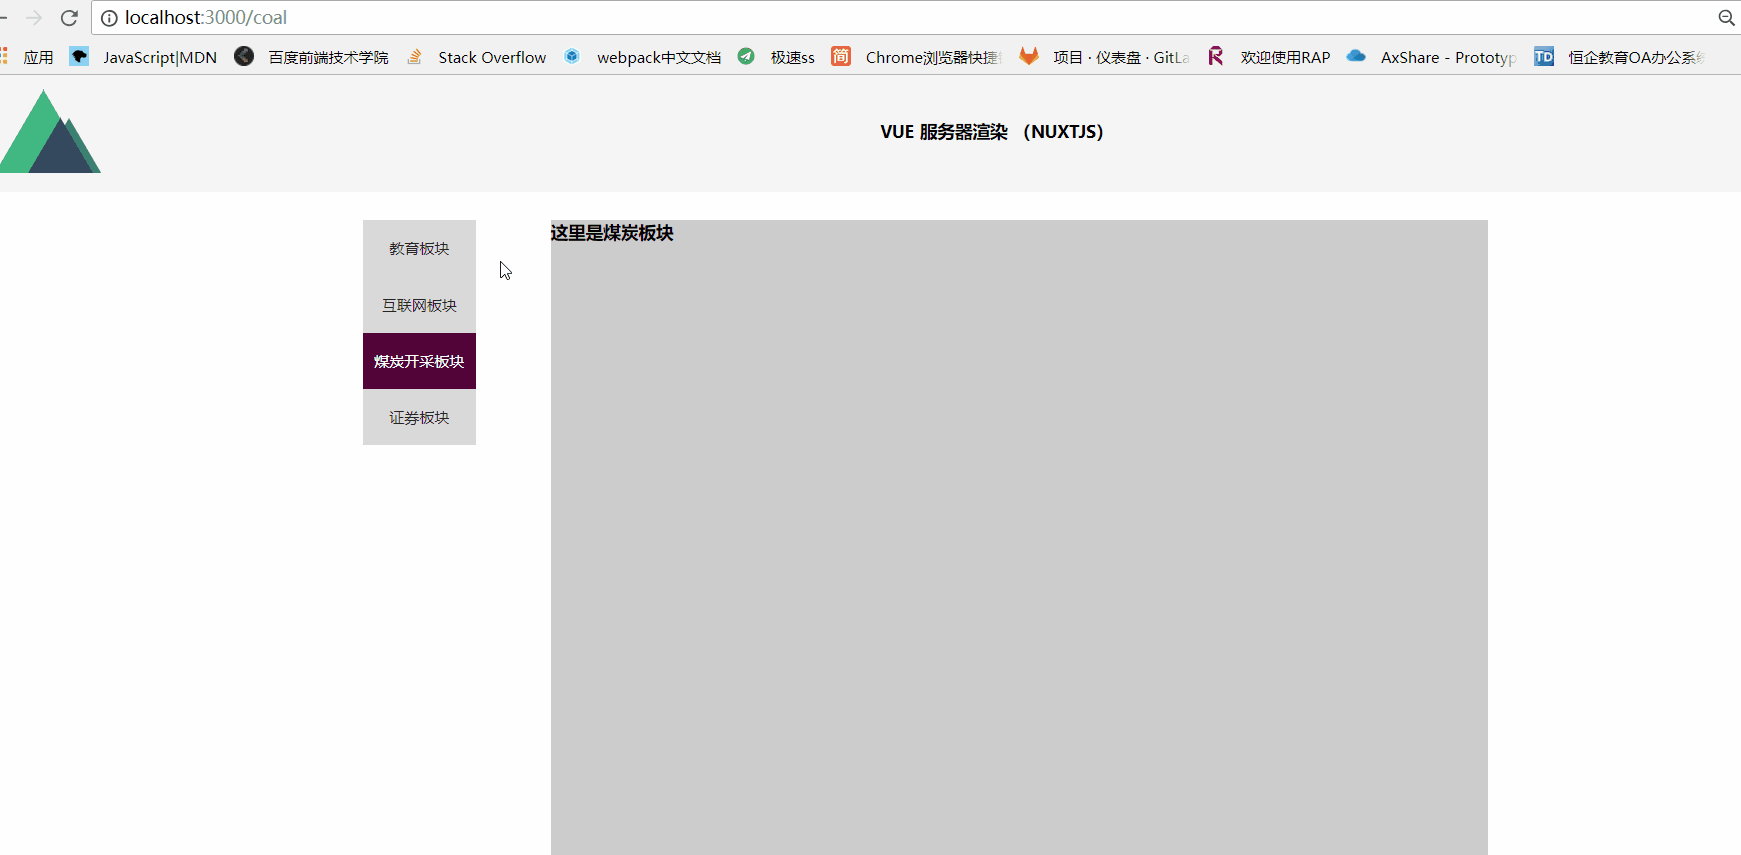 localhost:3000/coal
应用 JavaScript|MDN 百度前端技术学院 Stack Overflow webpack中文文档 极速ss 简 Chrome浏览器快捷 项目 · 仪表盘 · GitLa 欢迎使用RAP AxShare - Prototyp TD 恒企教育OA办公系统
VUE 服务器渲染 （NUXTJS）
教育板块
互联网板块
煤炭开采板块
证券板块
这里是煤炭板块